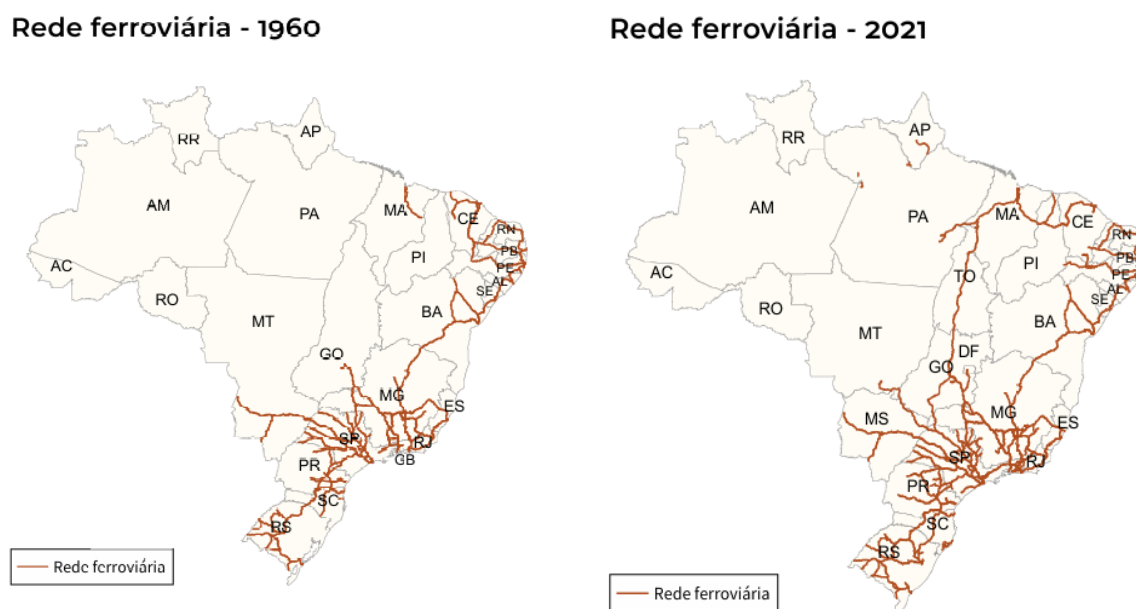 Rede ferroviária - 1960
RR
AP
AM
PA
MA
CE
RN
PB
PE
AL
SE
PI
AC
RO
BA
MT
GO
MG
ES
SP
RJ
GB
PR
SC
RS
Rede ferroviária
Rede ferroviária - 2021
RR
AP
AM
PA
MA
CE
RN
PB
PE
AL
SE
PI
TO
AC
RO
BA
MT
DF
GO
MG
MS
ES
SP
RJ
PR
SC
RS
Rede ferroviária